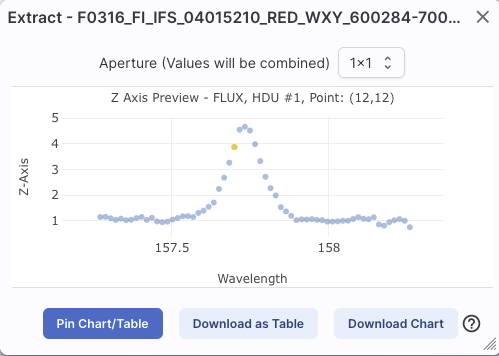 Extract - F0316_FI_IFS_04015210_RED_WXY_600284-700...
Aperture (Values will be combined) 1×1
Z Axis Preview - FLUX, HDU #1, Point: (12,12)
5
4
3
2
1
Z-Axis
157.5 158
Wavelength
Pin Chart/Table Download as Table Download Chart ?